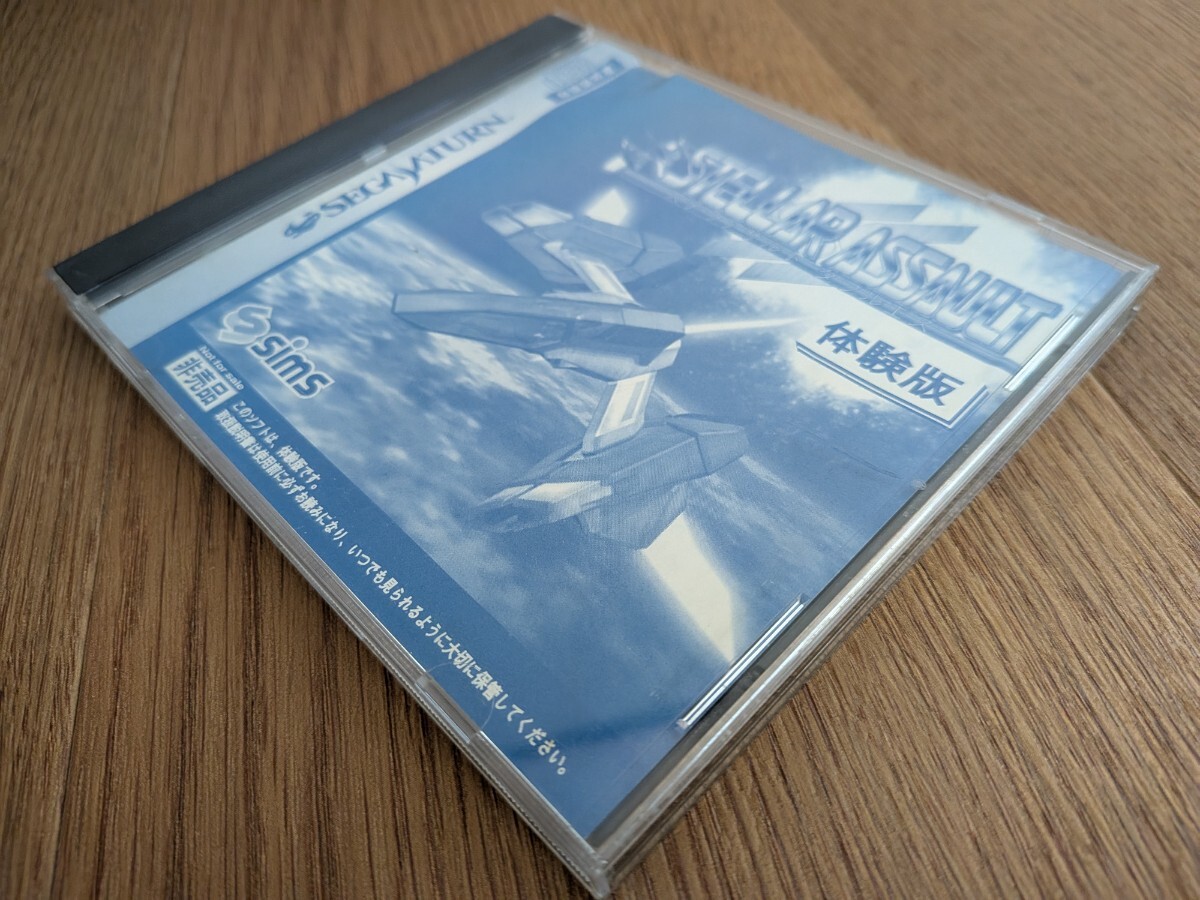 SEGA SATURN
STELLAR ASSAULT
体験版
sims
Not for sale
非売品
このソフトは、体験版です。
取扱説明書は使用前に必ずお読みになり、いつでも見られるように大切に保管してください。